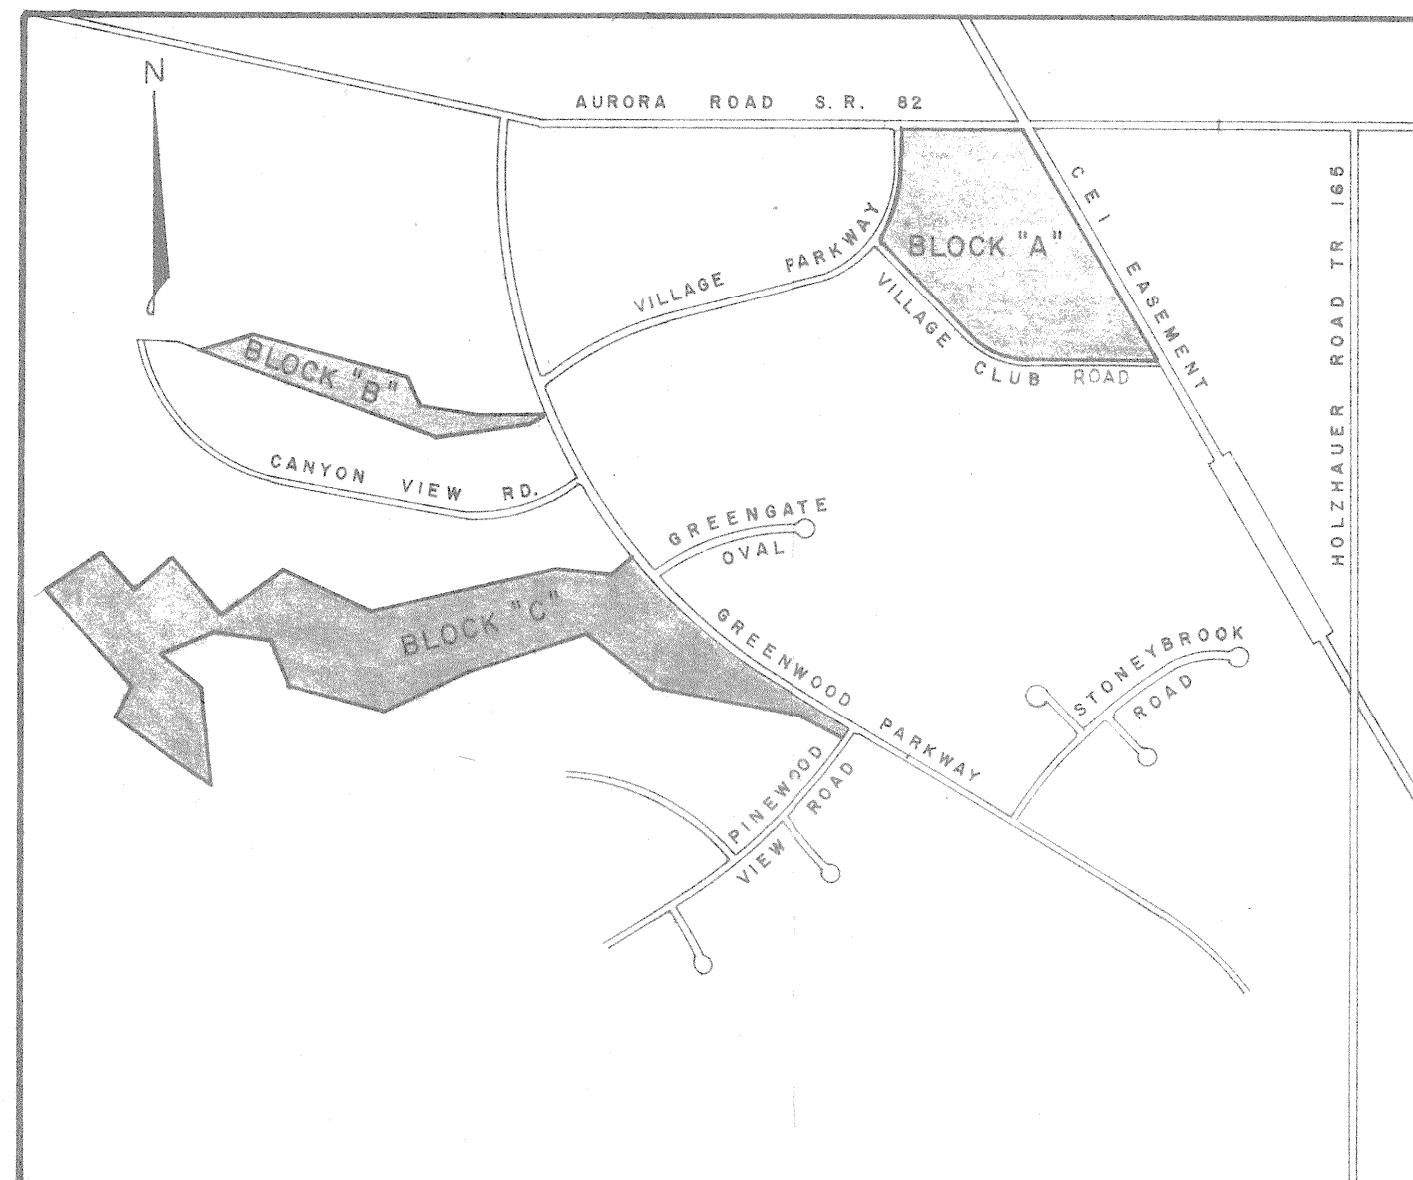 N
AURORA ROAD S.R. 82
CEI EASEMENT
HOLZHAUER ROAD TR 165
BLOCK "A"
VILLAGE PARKWAY
VILLAGE CLUB ROAD
BLOCK "B"
CANYON VIEW RD.
GREENGATE
OVAL
BLOCK "C"
GREENWOOD PARKWAY
STONEYBROOK
ROAD
PINEWOOD
VIEW ROAD